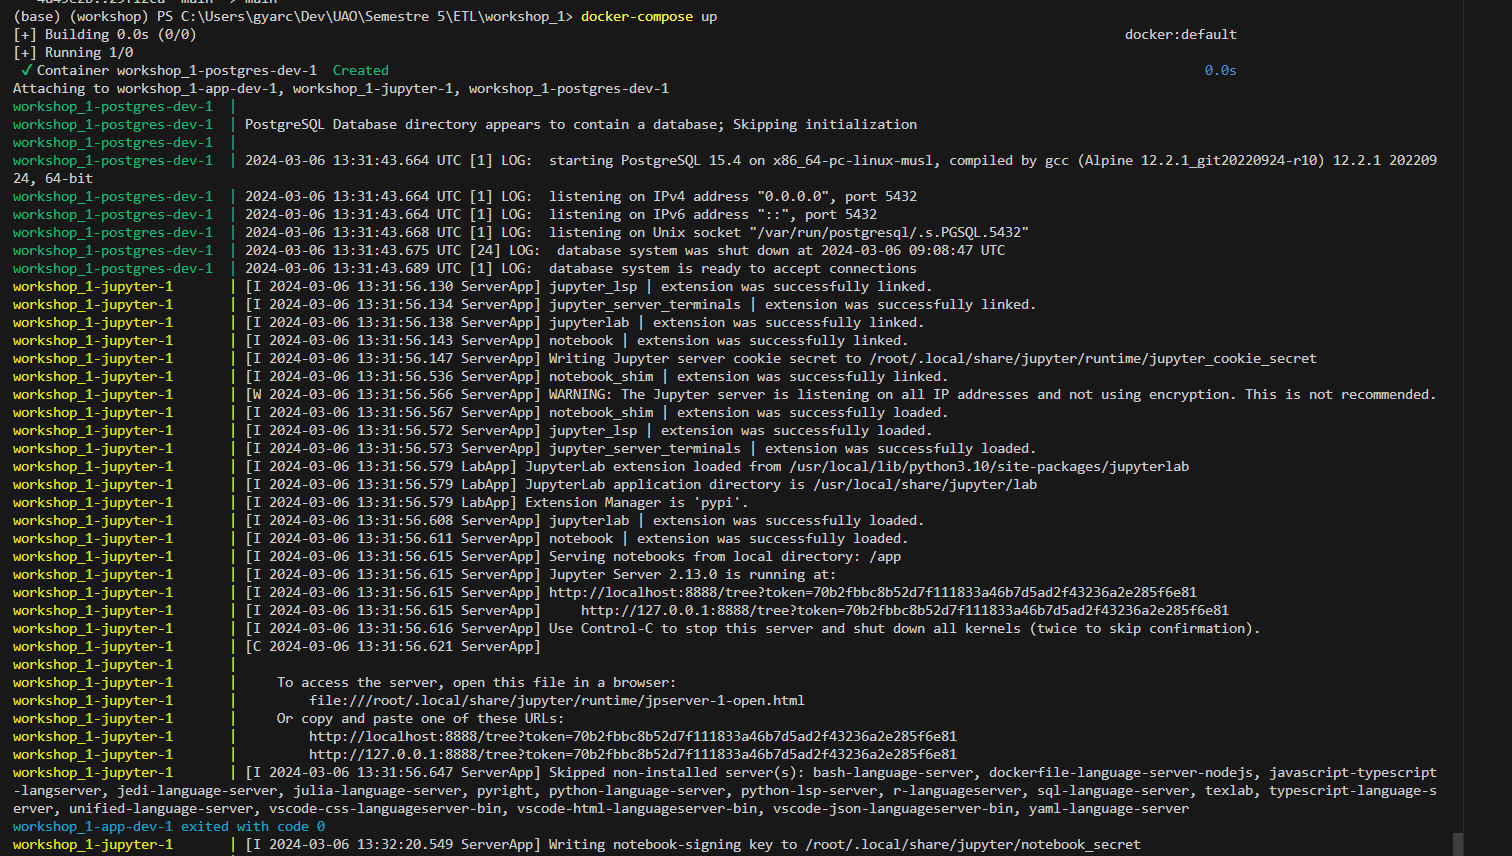 (base) (workshop) PS C:\Users\gyarc\Dev\UAO\Semestre 5\ETL\workshop_1> docker-compose up
[+] Building 0.0s (0/0) docker:default
[+] Running 1/0
✓ Container workshop_1-postgres-dev-1 Created 0.0s
Attaching to workshop_1-app-dev-1, workshop_1-jupyter-1, workshop_1-postgres-dev-1
workshop_1-postgres-dev-1 |
workshop_1-postgres-dev-1 | PostgreSQL Database directory appears to contain a database; Skipping initialization
workshop_1-postgres-dev-1 |
workshop_1-postgres-dev-1 | 2024-03-06 13:31:43.664 UTC [1] LOG:  starting PostgreSQL 15.4 on x86_64-pc-linux-musl, compiled by gcc (Alpine 12.2.1_git20220924-r10) 12.2.1 202209
24, 64-bit
workshop_1-postgres-dev-1 | 2024-03-06 13:31:43.664 UTC [1] LOG:  listening on IPv4 address "0.0.0.0", port 5432
workshop_1-postgres-dev-1 | 2024-03-06 13:31:43.664 UTC [1] LOG:  listening on IPv6 address "::", port 5432
workshop_1-postgres-dev-1 | 2024-03-06 13:31:43.668 UTC [1] LOG:  listening on Unix socket "/var/run/postgresql/.s.PGSQL.5432"
workshop_1-postgres-dev-1 | 2024-03-06 13:31:43.675 UTC [24] LOG:  database system was shut down at 2024-03-06 09:08:47 UTC
workshop_1-postgres-dev-1 | 2024-03-06 13:31:43.689 UTC [1] LOG:  database system is ready to accept connections
workshop_1-jupyter-1 | [I 2024-03-06 13:31:56.130 ServerApp] jupyter_lsp | extension was successfully linked.
workshop_1-jupyter-1 | [I 2024-03-06 13:31:56.134 ServerApp] jupyter_server_terminals | extension was successfully linked.
workshop_1-jupyter-1 | [I 2024-03-06 13:31:56.138 ServerApp] jupyterlab | extension was successfully linked.
workshop_1-jupyter-1 | [I 2024-03-06 13:31:56.143 ServerApp] notebook | extension was successfully linked.
workshop_1-jupyter-1 | [I 2024-03-06 13:31:56.147 ServerApp] Writing Jupyter server cookie secret to /root/.local/share/jupyter/runtime/jupyter_cookie_secret
workshop_1-jupyter-1 | [I 2024-03-06 13:31:56.536 ServerApp] notebook_shim | extension was successfully linked.
workshop_1-jupyter-1 | [W 2024-03-06 13:31:56.566 ServerApp] WARNING: The Jupyter server is listening on all IP addresses and not using encryption. This is not recommended.
workshop_1-jupyter-1 | [I 2024-03-06 13:31:56.567 ServerApp] notebook_shim | extension was successfully loaded.
workshop_1-jupyter-1 | [I 2024-03-06 13:31:56.572 ServerApp] jupyter_lsp | extension was successfully loaded.
workshop_1-jupyter-1 | [I 2024-03-06 13:31:56.573 ServerApp] jupyter_server_terminals | extension was successfully loaded.
workshop_1-jupyter-1 | [I 2024-03-06 13:31:56.579 LabApp] JupyterLab extension loaded from /usr/local/lib/python3.10/site-packages/jupyterlab
workshop_1-jupyter-1 | [I 2024-03-06 13:31:56.579 LabApp] JupyterLab application directory is /usr/local/share/jupyter/lab
workshop_1-jupyter-1 | [I 2024-03-06 13:31:56.579 LabApp] Extension Manager is 'pypi'.
workshop_1-jupyter-1 | [I 2024-03-06 13:31:56.608 ServerApp] jupyterlab | extension was successfully loaded.
workshop_1-jupyter-1 | [I 2024-03-06 13:31:56.611 ServerApp] notebook | extension was successfully loaded.
workshop_1-jupyter-1 | [I 2024-03-06 13:31:56.615 ServerApp] Serving notebooks from local directory: /app
workshop_1-jupyter-1 | [I 2024-03-06 13:31:56.615 ServerApp] Jupyter Server 2.13.0 is running at:
workshop_1-jupyter-1 | [I 2024-03-06 13:31:56.615 ServerApp] http://localhost:8888/tree?token=70b2fbbc8b52d7f111833a46b7d5ad2f43236a2e285f6e81
workshop_1-jupyter-1 | [I 2024-03-06 13:31:56.615 ServerApp]     http://127.0.0.1:8888/tree?token=70b2fbbc8b52d7f111833a46b7d5ad2f43236a2e285f6e81
workshop_1-jupyter-1 | [I 2024-03-06 13:31:56.616 ServerApp] Use Control-C to stop this server and shut down all kernels (twice to skip confirmation).
workshop_1-jupyter-1 | [C 2024-03-06 13:31:56.621 ServerApp]
workshop_1-jupyter-1 |
workshop_1-jupyter-1 |     To access the server, open this file in a browser:
workshop_1-jupyter-1 |         file:///root/.local/share/jupyter/runtime/jpserver-1-open.html
workshop_1-jupyter-1 |     Or copy and paste one of these URLs:
workshop_1-jupyter-1 |         http://localhost:8888/tree?token=70b2fbbc8b52d7f111833a46b7d5ad2f43236a2e285f6e81
workshop_1-jupyter-1 |         http://127.0.0.1:8888/tree?token=70b2fbbc8b52d7f111833a46b7d5ad2f43236a2e285f6e81
workshop_1-jupyter-1 | [I 2024-03-06 13:31:56.647 ServerApp] Skipped non-installed server(s): bash-language-server, dockerfile-language-server-nodejs, javascript-typescript
-langserver, jedi-language-server, julia-language-server, pyright, python-language-server, python-lsp-server, r-languageserver, sql-language-server, texlab, typescript-language-s
erver, unified-language-server, vscode-css-languageserver-bin, vscode-html-languageserver-bin, vscode-json-languageserver-bin, yaml-language-server
workshop_1-app-dev-1 exited with code 0
workshop_1-jupyter-1 | [I 2024-03-06 13:32:20.549 ServerApp] Writing notebook-signing key to /root/.local/share/jupyter/notebook_secret